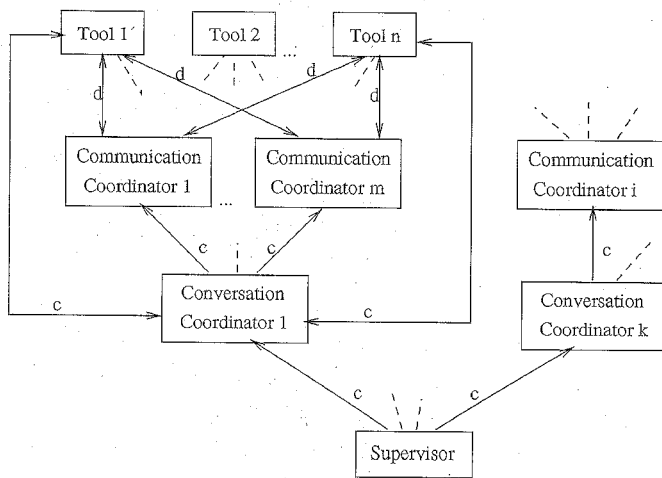 Tool 1
Tool 2
...
Tool n
d
d
d
d
Communication
Coordinator 1
...
Communication
Coordinator m
Communication
Coordinator i
c
c
c
Conversation
Coordinator 1
Conversation
Coordinator k
c
c
c
c
Supervisor